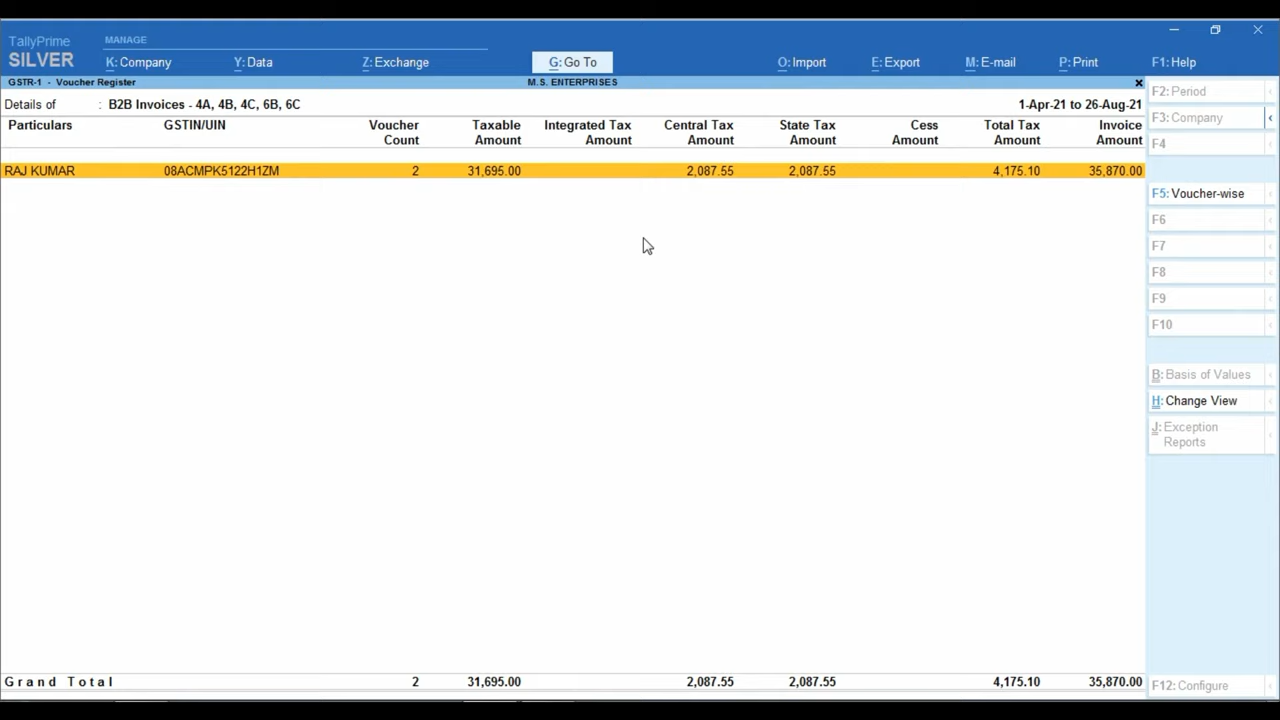 TallyPrime MANAGE
SILVER K: Company Y: Data Z: Exchange G: Go To O: Import E: Export M: E-mail P: Print F1: Help
GSTR-1 - Voucher Register M.S. ENTERPRISES x F2: Period
Details of : B2B Invoices - 4A, 4B, 4C, 6B, 6C 1-Apr-21 to 26-Aug-21
F3: Company
Particulars GSTIN/UIN Voucher Taxable Integrated Tax Central Tax State Tax Cess Total Tax Invoice
Count Amount Amount Amount Amount Amount Amount Amount F4
RAJ KUMAR 08ACMPK5122H1ZM 2 31,695.00 2,087.55 2,087.55 4,175.10 35,870.00
F5: Voucher-wise
F6
F7
F8
F9
F10
B: Basis of Values
H: Change View
J: Exception
Reports
Grand Total 2 31,695.00 2,087.55 2,087.55 4,175.10 35,870.00 F12: Configure